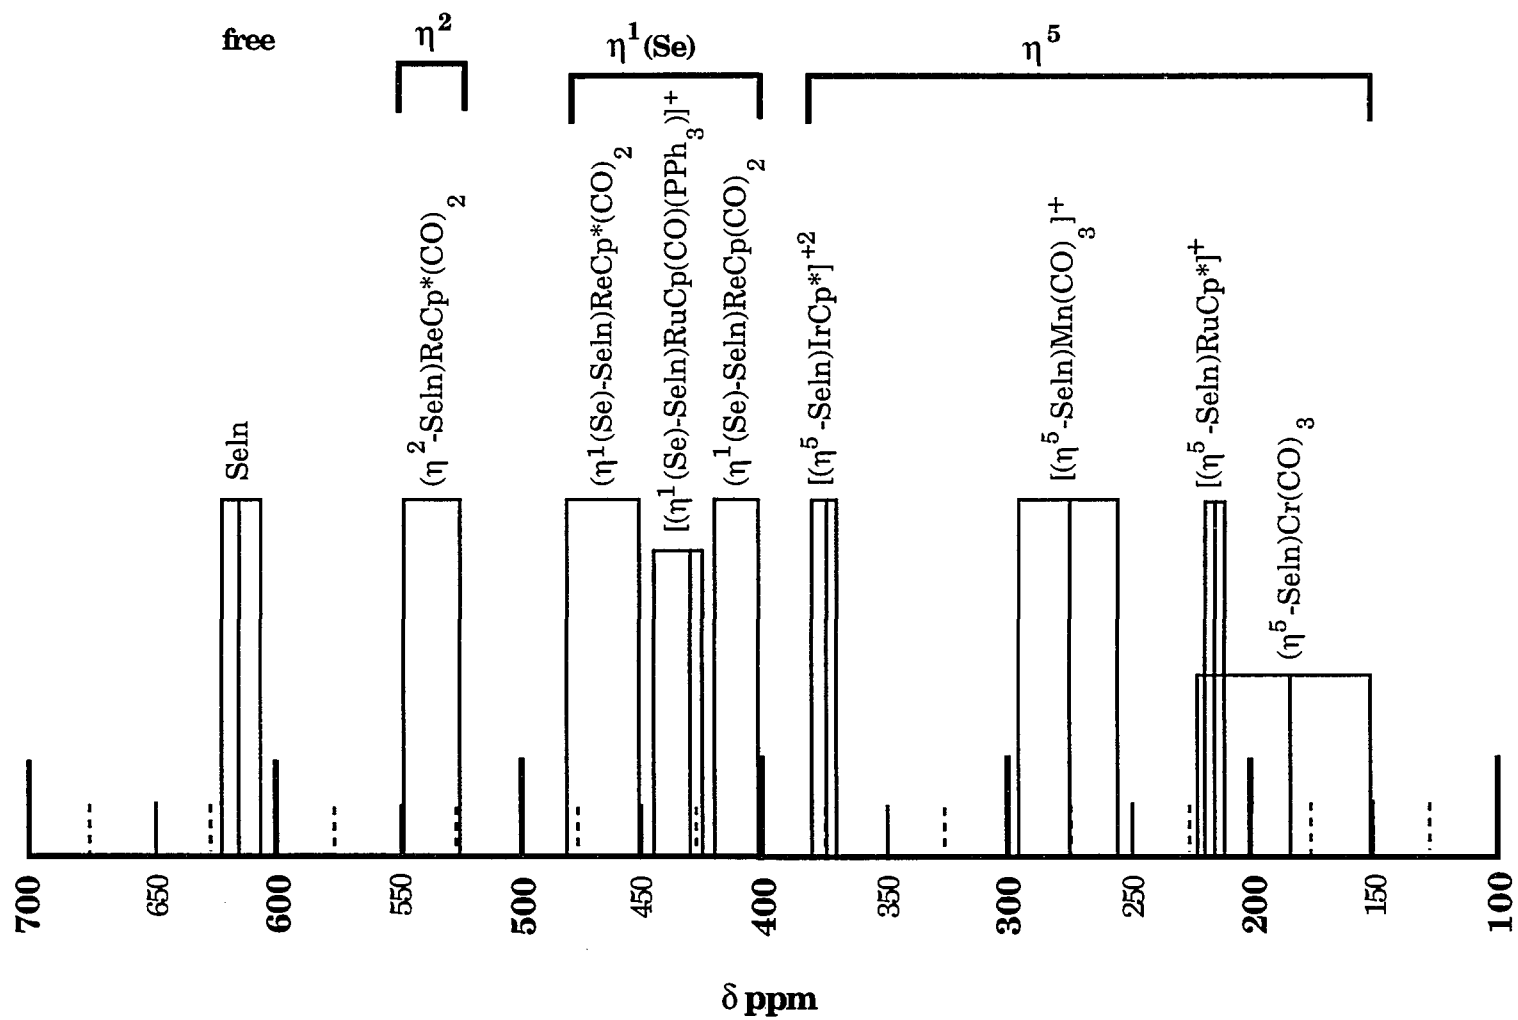 free
η²
η¹(Se)
η⁵
Seln
(η²-Seln)ReCp*(CO)₂
(η¹(Se)-Seln)ReCp*(CO)₂
[(η¹(Se)-Seln)RuCp(CO)(PPh₃)]⁺
(η¹(Se)-Seln)ReCp(CO)₂
[(η⁵-Seln)IrCp*]⁺²
[(η⁵-Seln)Mn(CO)₃]⁺
[(η⁵-Seln)RuCp*]⁺
(η⁵-Seln)Cr(CO)₃
700 650 600 550 500 450 400 350 300 250 200 150 100
δ ppm